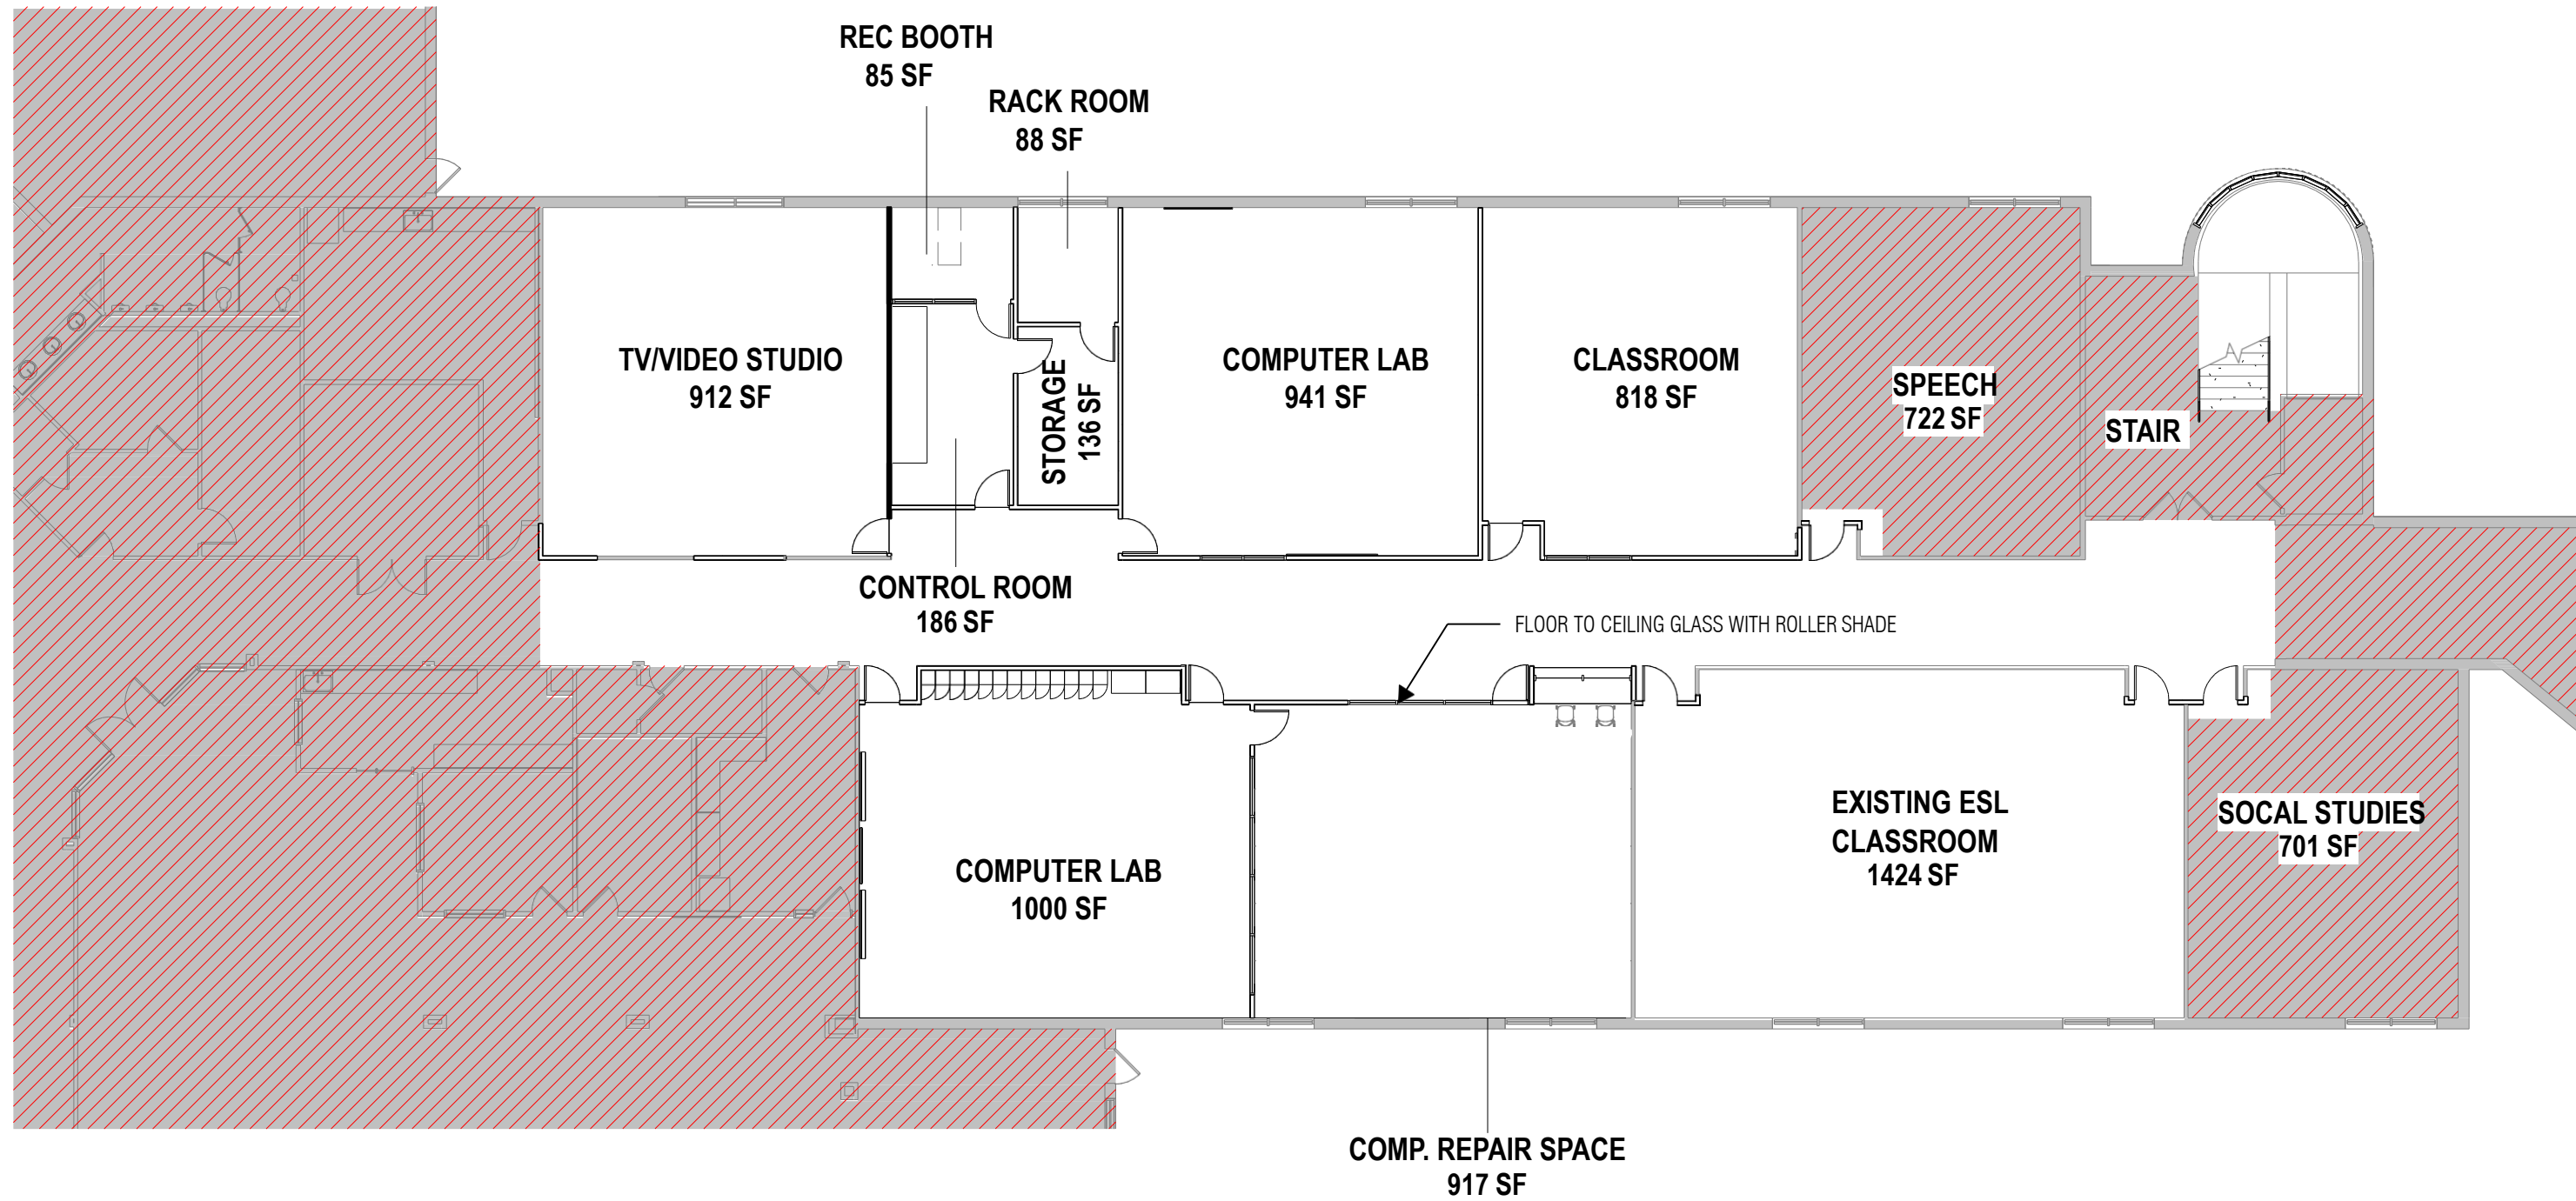 REC BOOTH
85 SF
RACK ROOM
88 SF
TV/VIDEO STUDIO
912 SF
STORAGE
136 SF
COMPUTER LAB
941 SF
CLASSROOM
818 SF
SPEECH
722 SF
STAIR
CONTROL ROOM
186 SF
FLOOR TO CEILING GLASS WITH ROLLER SHADE
COMPUTER LAB
1000 SF
EXISTING ESL
CLASSROOM
1424 SF
SOCAL STUDIES
701 SF
COMP. REPAIR SPACE
917 SF